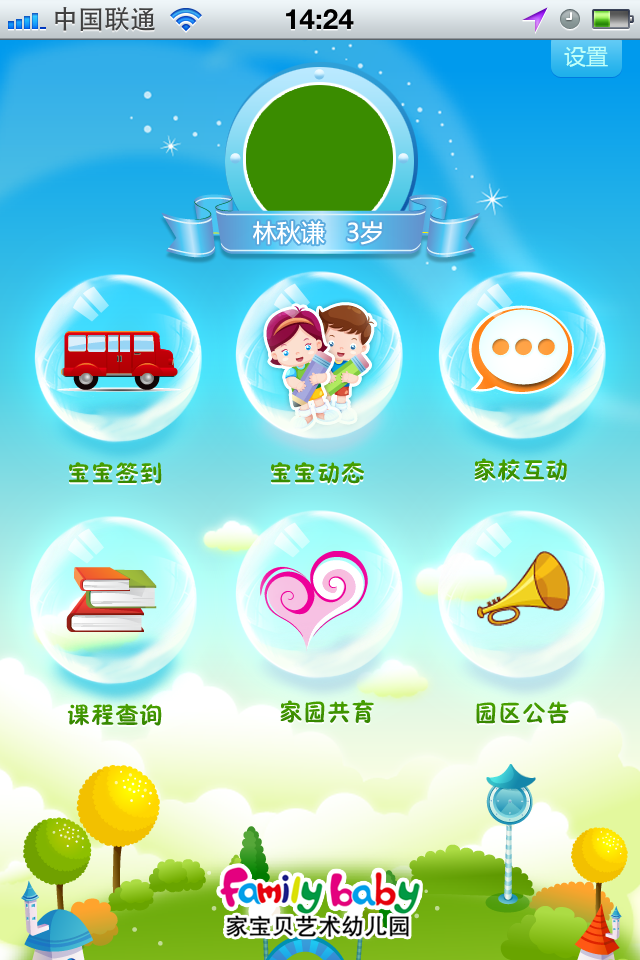 中国联通 14:24
设置
林秋谦 3岁
宝宝签到 宝宝动态 家校互动
课程查询 家园共育 园区公告
family baby
家宝贝艺术幼儿园